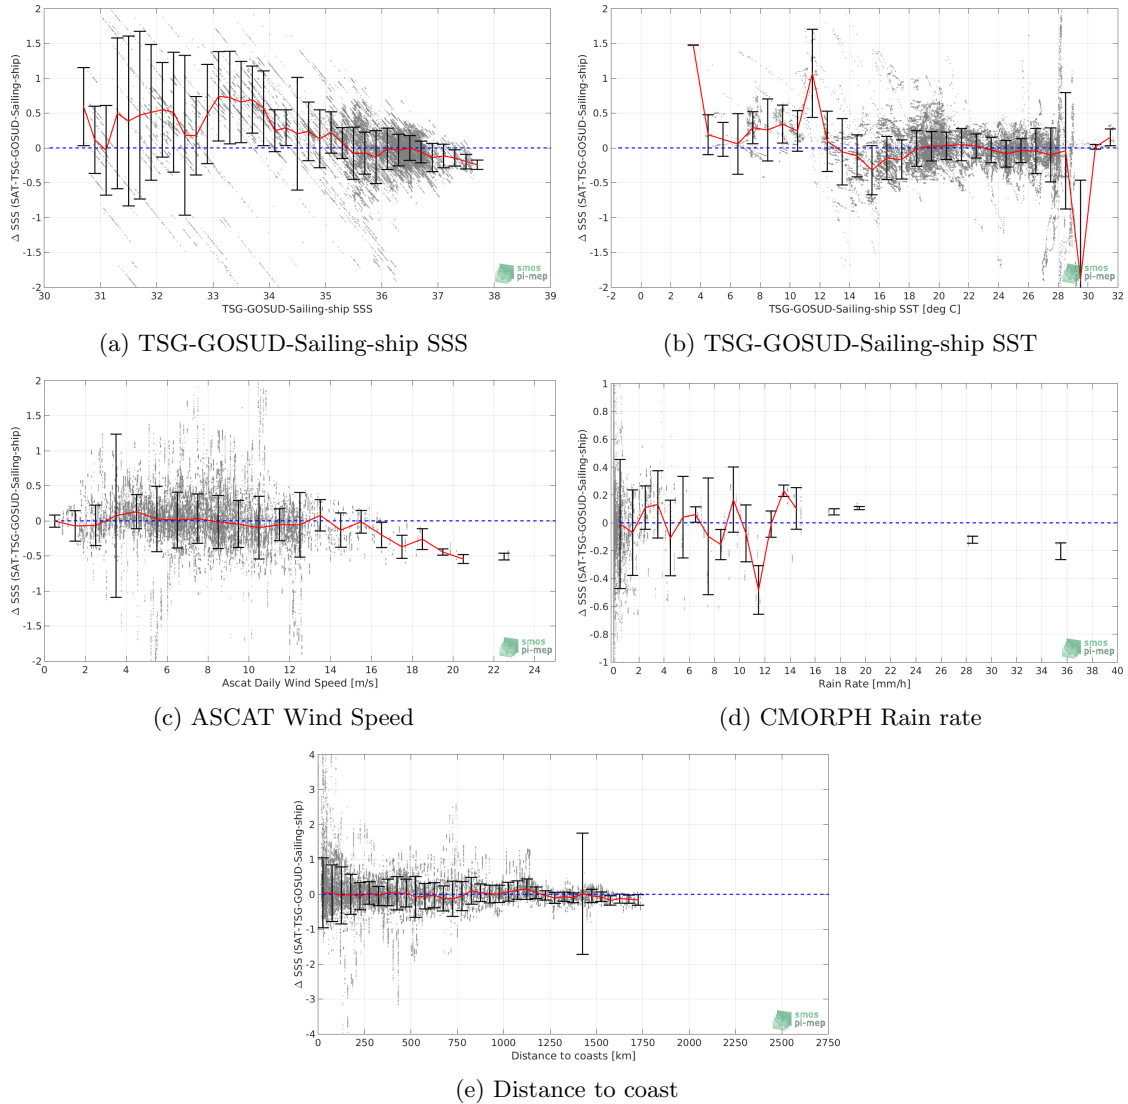 2
1.5
1
0.5
0
-0.5
-1
-1.5
-2
Δ SSS (SAT-TSG-GOSUD-Sailing-ship)
30 31 32 33 34 35 36 37 38 39
TSG-GOSUD-Sailing-ship SSS
smos
pi-mep
(a) TSG-GOSUD-Sailing-ship SSS
2
1.5
1
0.5
0
-0.5
-1
-1.5
-2
Δ SSS (SAT-TSG-GOSUD-Sailing-ship)
-2 0 2 4 6 8 10 12 14 16 18 20 22 24 26 28 30 32
TSG-GOSUD-Sailing-ship SST [deg C]
smos
pi-mep
(b) TSG-GOSUD-Sailing-ship SST
2
1.5
1
0.5
0
-0.5
-1
-1.5
-2
Δ SSS (SAT-TSG-GOSUD-Sailing-ship)
0 2 4 6 8 10 12 14 16 18 20 22 24
Ascat Daily Wind Speed [m/s]
smos
pi-mep
(c) ASCAT Wind Speed
1
0.8
0.6
0.4
0.2
0
-0.2
-0.4
-0.6
-0.8
-1
Δ SSS (SAT-TSG-GOSUD-Sailing-ship)
0 2 4 6 8 10 12 14 16 18 20 22 24 26 28 30 32 34 36 38 40
Rain Rate [mm/h]
smos
pi-mep
(d) CMORPH Rain rate
4
3
2
1
0
-1
-2
-3
-4
Δ SSS (SAT-TSG-GOSUD-Sailing-ship)
0 250 500 750 1000 1250 1500 1750 2000 2250 2500 2750
Distance to coasts [km]
smos
pi-mep
(e) Distance to coast